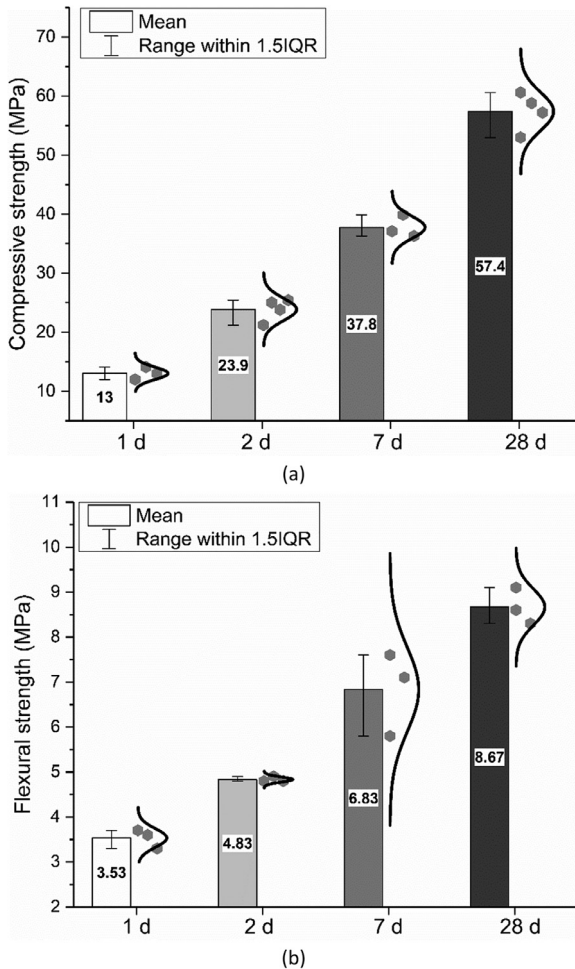 Mean
Range within 1.5IQR
Compressive strength (MPa)
70
60
50
40
30
20
10
13
23.9
37.8
57.4
1 d
2 d
7 d
28 d
(a)
Mean
Range within 1.5IQR
Flexural strength (MPa)
11
10
9
8
7
6
5
4
3
2
3.53
4.83
6.83
8.67
1 d
2 d
7 d
28 d
(b)